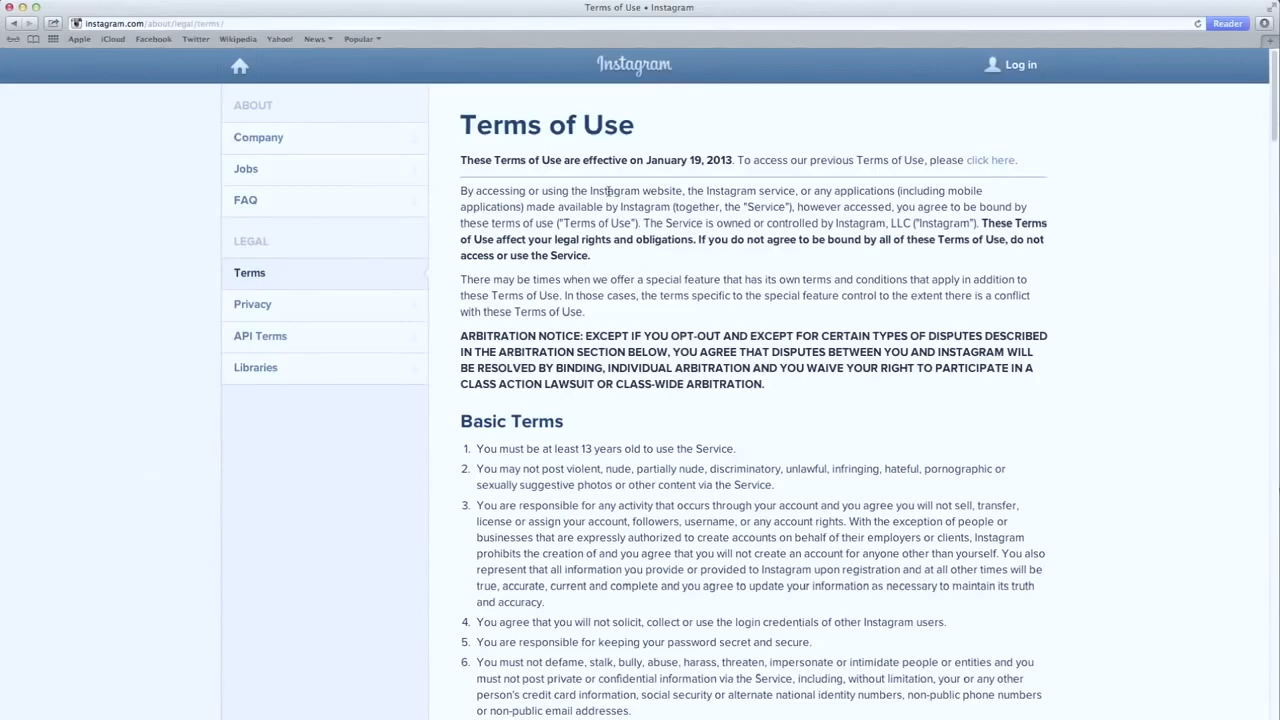 Terms of Use • Instagram
instagram.com/about/legal/terms/
Reader
Apple
iCloud
Facebook
Twitter
Wikipedia
Yahoo!
News
Popular
Instagram
Log in
ABOUT
Company
Jobs
FAQ
LEGAL
Terms
Privacy
API Terms
Libraries
Terms of Use
These Terms of Use are effective on January 19, 2013. To access our previous Terms of Use, please click here.
By accessing or using the Instagram website, the Instagram service, or any applications (including mobile
applications) made available by Instagram (together, the "Service"), however accessed, you agree to be bound by
these terms of use ("Terms of Use"). The Service is owned or controlled by Instagram, LLC ("Instagram"). These Terms
of Use affect your legal rights and obligations. If you do not agree to be bound by all of these Terms of Use, do not
access or use the Service.
There may be times when we offer a special feature that has its own terms and conditions that apply in addition to
these Terms of Use. In those cases, the terms specific to the special feature control to the extent there is a conflict
with these Terms of Use.
ARBITRATION NOTICE: EXCEPT IF YOU OPT-OUT AND EXCEPT FOR CERTAIN TYPES OF DISPUTES DESCRIBED
IN THE ARBITRATION SECTION BELOW, YOU AGREE THAT DISPUTES BETWEEN YOU AND INSTAGRAM WILL
BE RESOLVED BY BINDING, INDIVIDUAL ARBITRATION AND YOU WAIVE YOUR RIGHT TO PARTICIPATE IN A
CLASS ACTION LAWSUIT OR CLASS-WIDE ARBITRATION.
Basic Terms
1. You must be at least 13 years old to use the Service.
2. You may not post violent, nude, partially nude, discriminatory, unlawful, infringing, hateful, pornographic or
sexually suggestive photos or other content via the Service.
3. You are responsible for any activity that occurs through your account and you agree you will not sell, transfer,
license or assign your account, followers, username, or any account rights. With the exception of people or
businesses that are expressly authorized to create accounts on behalf of their employers or clients, Instagram
prohibits the creation of and you agree that you will not create an account for anyone other than yourself. You also
represent that all information you provide or provided to Instagram upon registration and at all other times will be
true, accurate, current and complete and you agree to update your information as necessary to maintain its truth
and accuracy.
4. You agree that you will not solicit, collect or use the login credentials of other Instagram users.
5. You are responsible for keeping your password secret and secure.
6. You must not defame, stalk, bully, abuse, harass, threaten, impersonate or intimidate people or entities and you
must not post private or confidential information via the Service, including, without limitation, your or any other
person's credit card information, social security or alternate national identity numbers, non-public phone numbers
or non-public email addresses.